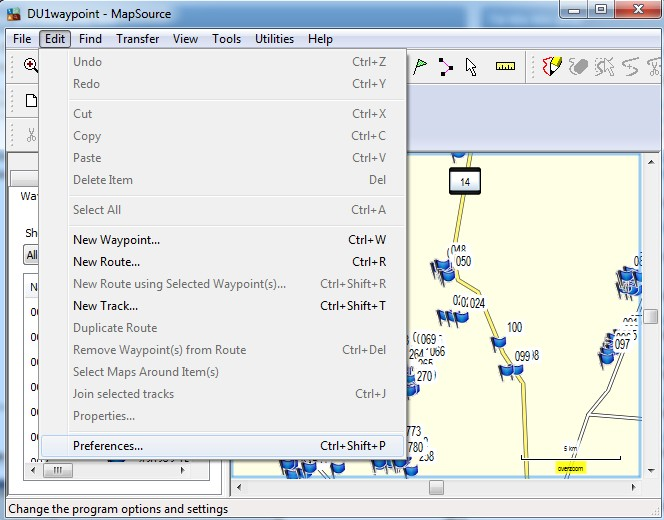 DU1waypoint - MapSource
File Edit Find Transfer View Tools Utilities Help
Undo Ctrl+Z
Redo Ctrl+Y
Cut Ctrl+X
Copy Ctrl+C
Paste Ctrl+V
Delete Item Del
Select All Ctrl+A
New Waypoint... Ctrl+W
New Route... Ctrl+R
New Route using Selected Waypoint(s)... Ctrl+Shift+R
New Track... Ctrl+Shift+T
Duplicate Route
Remove Waypoint(s) from Route Ctrl+Del
Select Maps Around Item(s)
Join selected tracks Ctrl+J
Properties...
Preferences... Ctrl+Shift+P
All
14
048
050
024
100
069
066
270
099
097
780
258
5 km
overzoom
Change the program options and settings